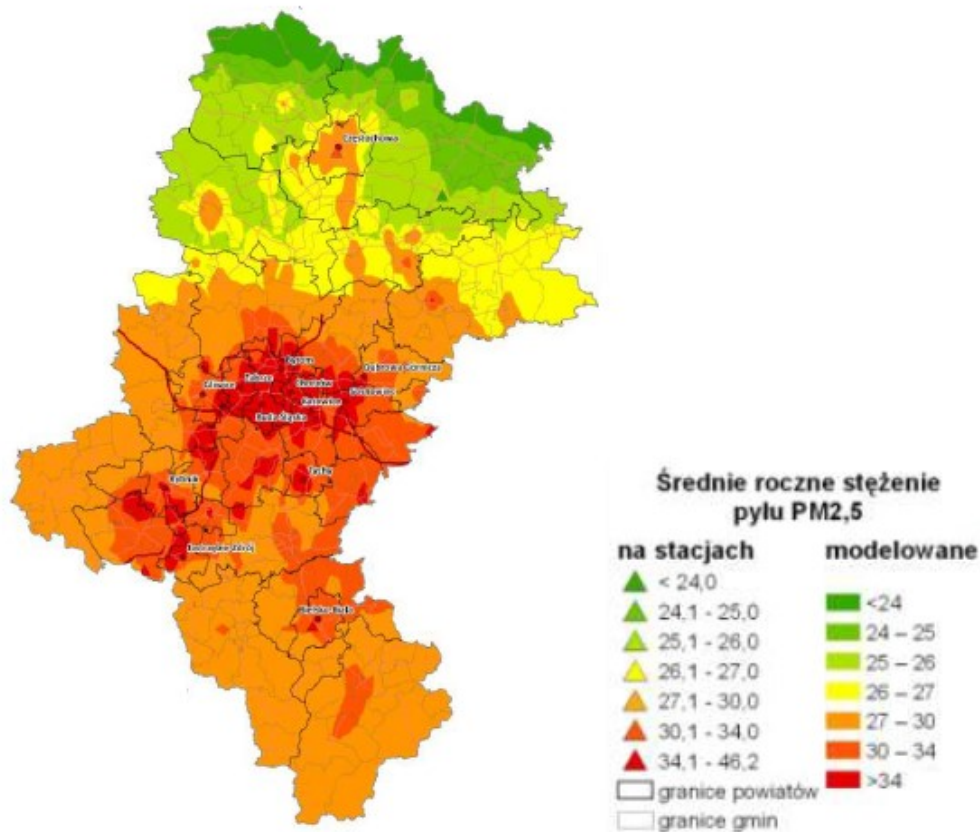 Częstochowa
Bytom
Dąbrowa Górnicza
Zabrze
Gliwice
Chorzów
Sosnowiec
Katowice
Ruda Śląska
Tychy
Rybnik
Jastrzębie-Zdrój
Bielsko-Biała
Średnie roczne stężenie
pyłu PM2,5
na stacjach
< 24,0
24,1 - 25,0
25,1 - 26,0
26,1 - 27,0
27,1 - 30,0
30,1 - 34,0
34,1 - 46,2
granice powiatów
granice gmin
modelowane
<24
24 – 25
25 – 26
26 – 27
27 – 30
30 – 34
>34